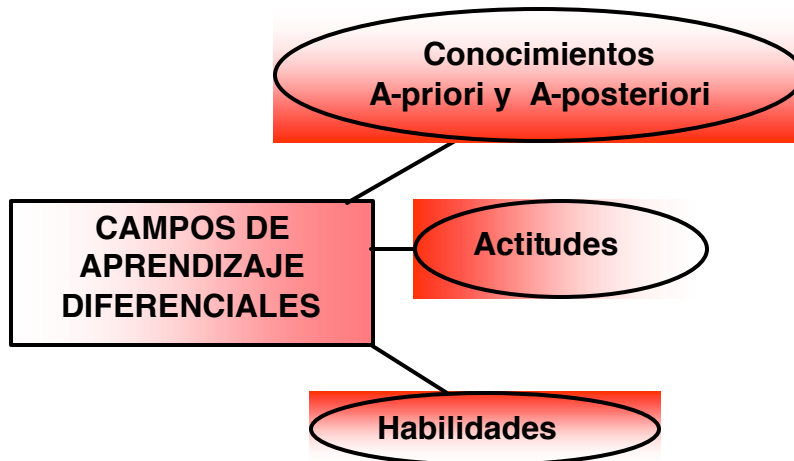 Conocimientos
A-priori y A-posteriori
CAMPOS DE
APRENDIZAJE
DIFERENCIALES
Actitudes
Habilidades